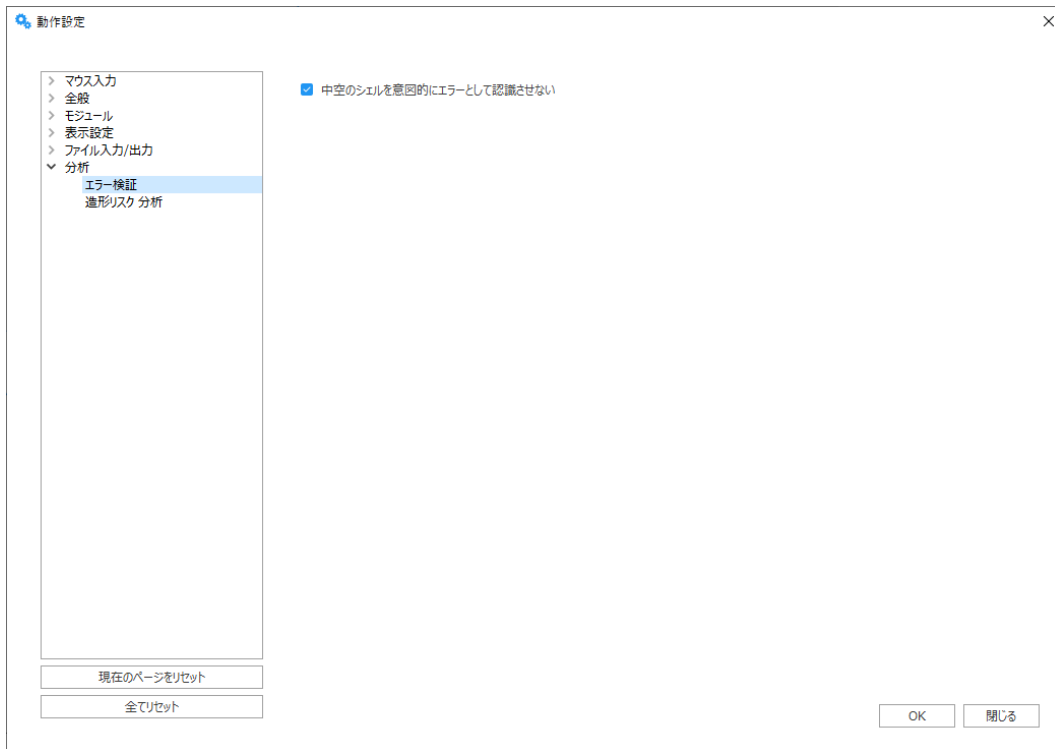 動作設定
マウス入力
全般
モジュール
表示設定
ファイル入力/出力
分析
エラー検証
造形リスク 分析
中空のシェルを意図的にエラーとして認識させない
現在のページをリセット
全てリセット
OK
閉じる